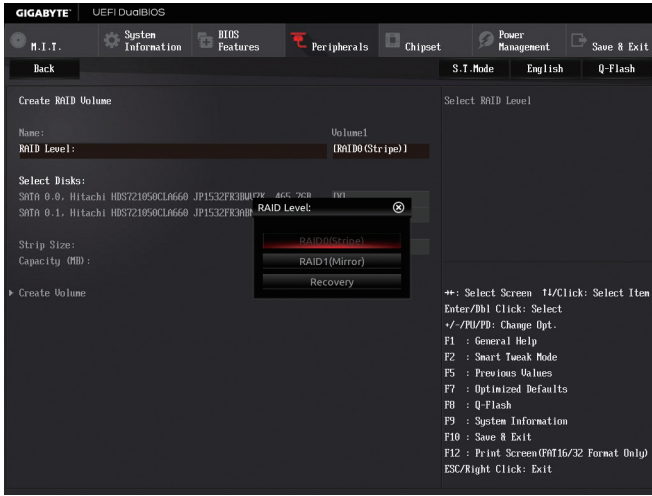 GIGABYTE™ UEFI DualBIOS
M.I.T. System Information BIOS Features Peripherals Chipset Power Management Save & Exit
Back S.T.Mode English Q-Flash
Create RAID Volume Select RAID Level
Name: Volume1
RAID Level: [RAID0(Stripe)]
Select Disks:
SATA 0.0, Hitachi HDS721050CLA660 [X]
SATA 0.1, Hitachi HDS721050CLA660
RAID Level:
RAID0(Stripe)
RAID1(Mirror)
Recovery
Strip Size:
Capacity (MB) :
Create Volume
→←: Select Screen ↑↓/Click: Select Item
Enter/Dbl Click: Select
+/-/PU/PD: Change Opt.
F1 : General Help
F2 : Smart Tweak Mode
F5 : Previous Values
F7 : Optimized Defaults
F8 : Q-Flash
F9 : System Information
F10 : Save & Exit
F12 : Print Screen(FAT16/32 Format Only)
ESC/Right Click: Exit